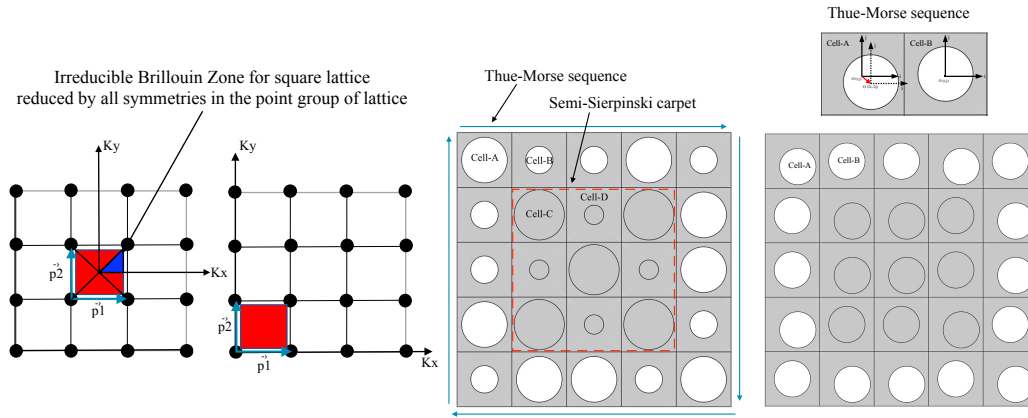 Irreducible Brillouin Zone for square lattice
reduced by all symmetries in the point group of lattice
Ky
Kx
p2
p1
Ky
p2
p1
Kx
Thue-Morse sequence
Semi-Sierpinski carpet
Cell-A
Cell-B
Cell-C
Cell-D
Thue-Morse sequence
Cell-A
Cell-B
Cell-A
Cell-B